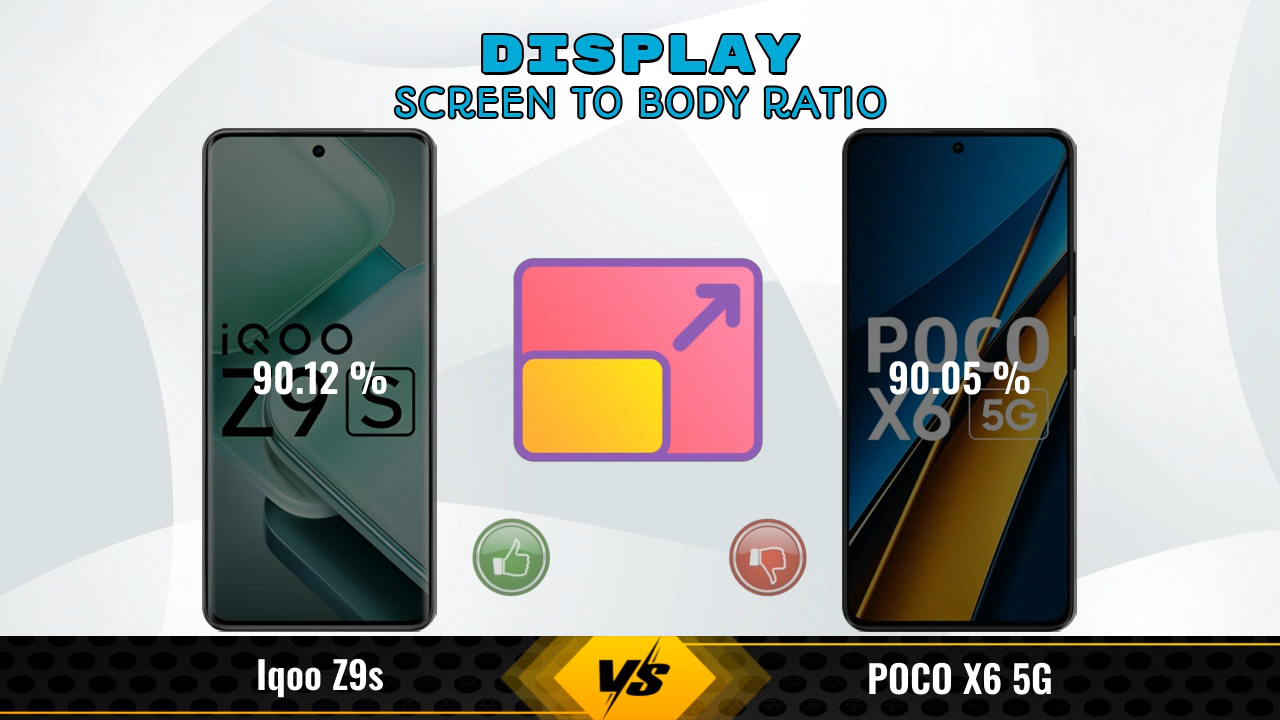 DISPLAY
SCREEN TO BODY RATIO
iQOO
Z9 S
90.12 %
POCO
X6 5G
90.05 %
Iqoo Z9s
VS
POCO X6 5G